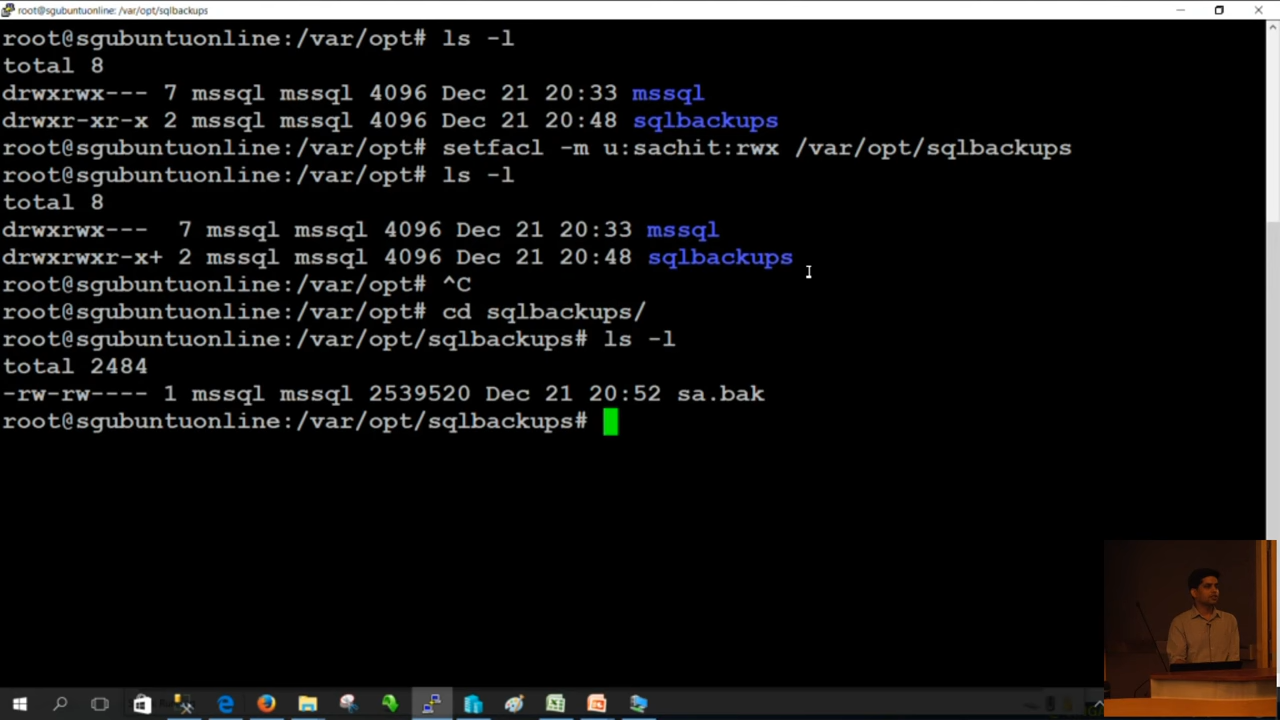 root@sgubuntuonline: /var/opt/sqlbackups
root@sgubuntuonline:/var/opt# ls -l
total 8
drwxrwx--- 7 mssql mssql 4096 Dec 21 20:33 mssql
drwxr-xr-x 2 mssql mssql 4096 Dec 21 20:48 sqlbackups
root@sgubuntuonline:/var/opt# setfacl -m u:sachit:rwx /var/opt/sqlbackups
root@sgubuntuonline:/var/opt# ls -l
total 8
drwxrwx---  7 mssql mssql 4096 Dec 21 20:33 mssql
drwxrwxr-x+ 2 mssql mssql 4096 Dec 21 20:48 sqlbackups
root@sgubuntuonline:/var/opt# ^C
root@sgubuntuonline:/var/opt# cd sqlbackups/
root@sgubuntuonline:/var/opt/sqlbackups# ls -l
total 2484
-rw-rw---- 1 mssql mssql 2539520 Dec 21 20:52 sa.bak
root@sgubuntuonline:/var/opt/sqlbackups#